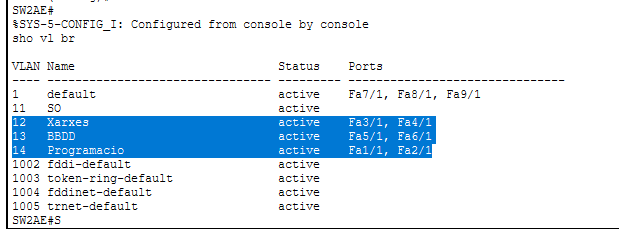 SW2AE#
%SYS-5-CONFIG_I: Configured from console by console
sho vl br
VLAN Name Status Ports
---- -------------------------------- --------- -------------------------------
1 default active Fa7/1, Fa8/1, Fa9/1
11 SO active
12 Xarxes active Fa3/1, Fa4/1
13 BBDD active Fa5/1, Fa6/1
14 Programacio active Fa1/1, Fa2/1
1002 fddi-default active
1003 token-ring-default active
1004 fddinet-default active
1005 trnet-default active
SW2AE#S